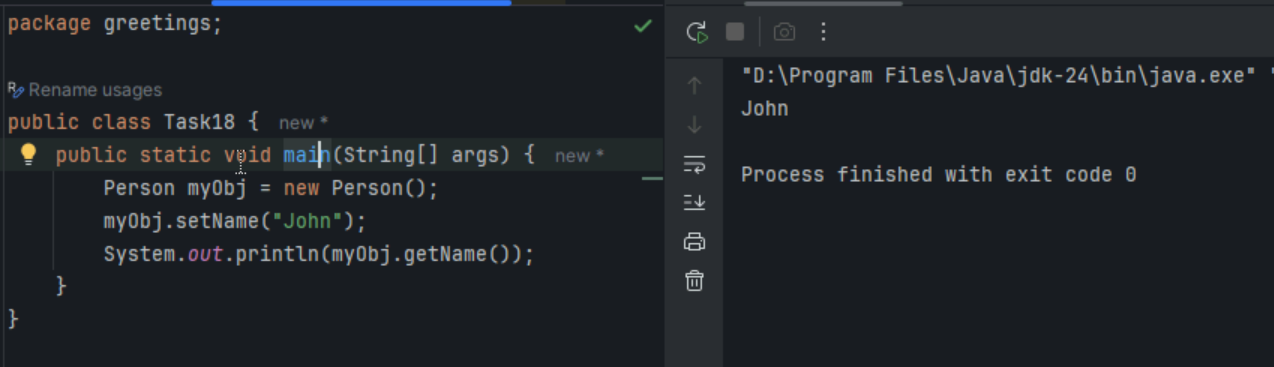 package greetings;
Rename usages
public class Task18 { new *
public static void main(String[] args) { new *
Person myObj = new Person();
myObj.setName("John");
System.out.println(myObj.getName());
}
}
"D:\Program Files\Java\jdk-24\bin\java.exe" "
John
Process finished with exit code 0